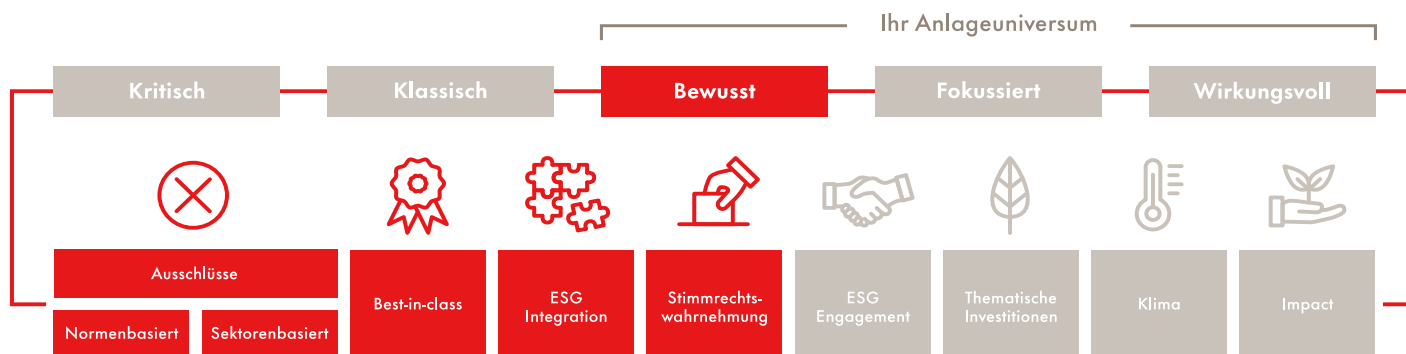 Ihr Anlageuniversum
Kritisch
Klassisch
Bewusst
Fokussiert
Wirkungsvoll
Ausschlüsse
Normenbasiert
Sektorenbasiert
Best-in-class
ESG
Integration
Stimmrechts-
wahrnehmung
ESG
Engagement
Thematische
Investitionen
Klima
Impact